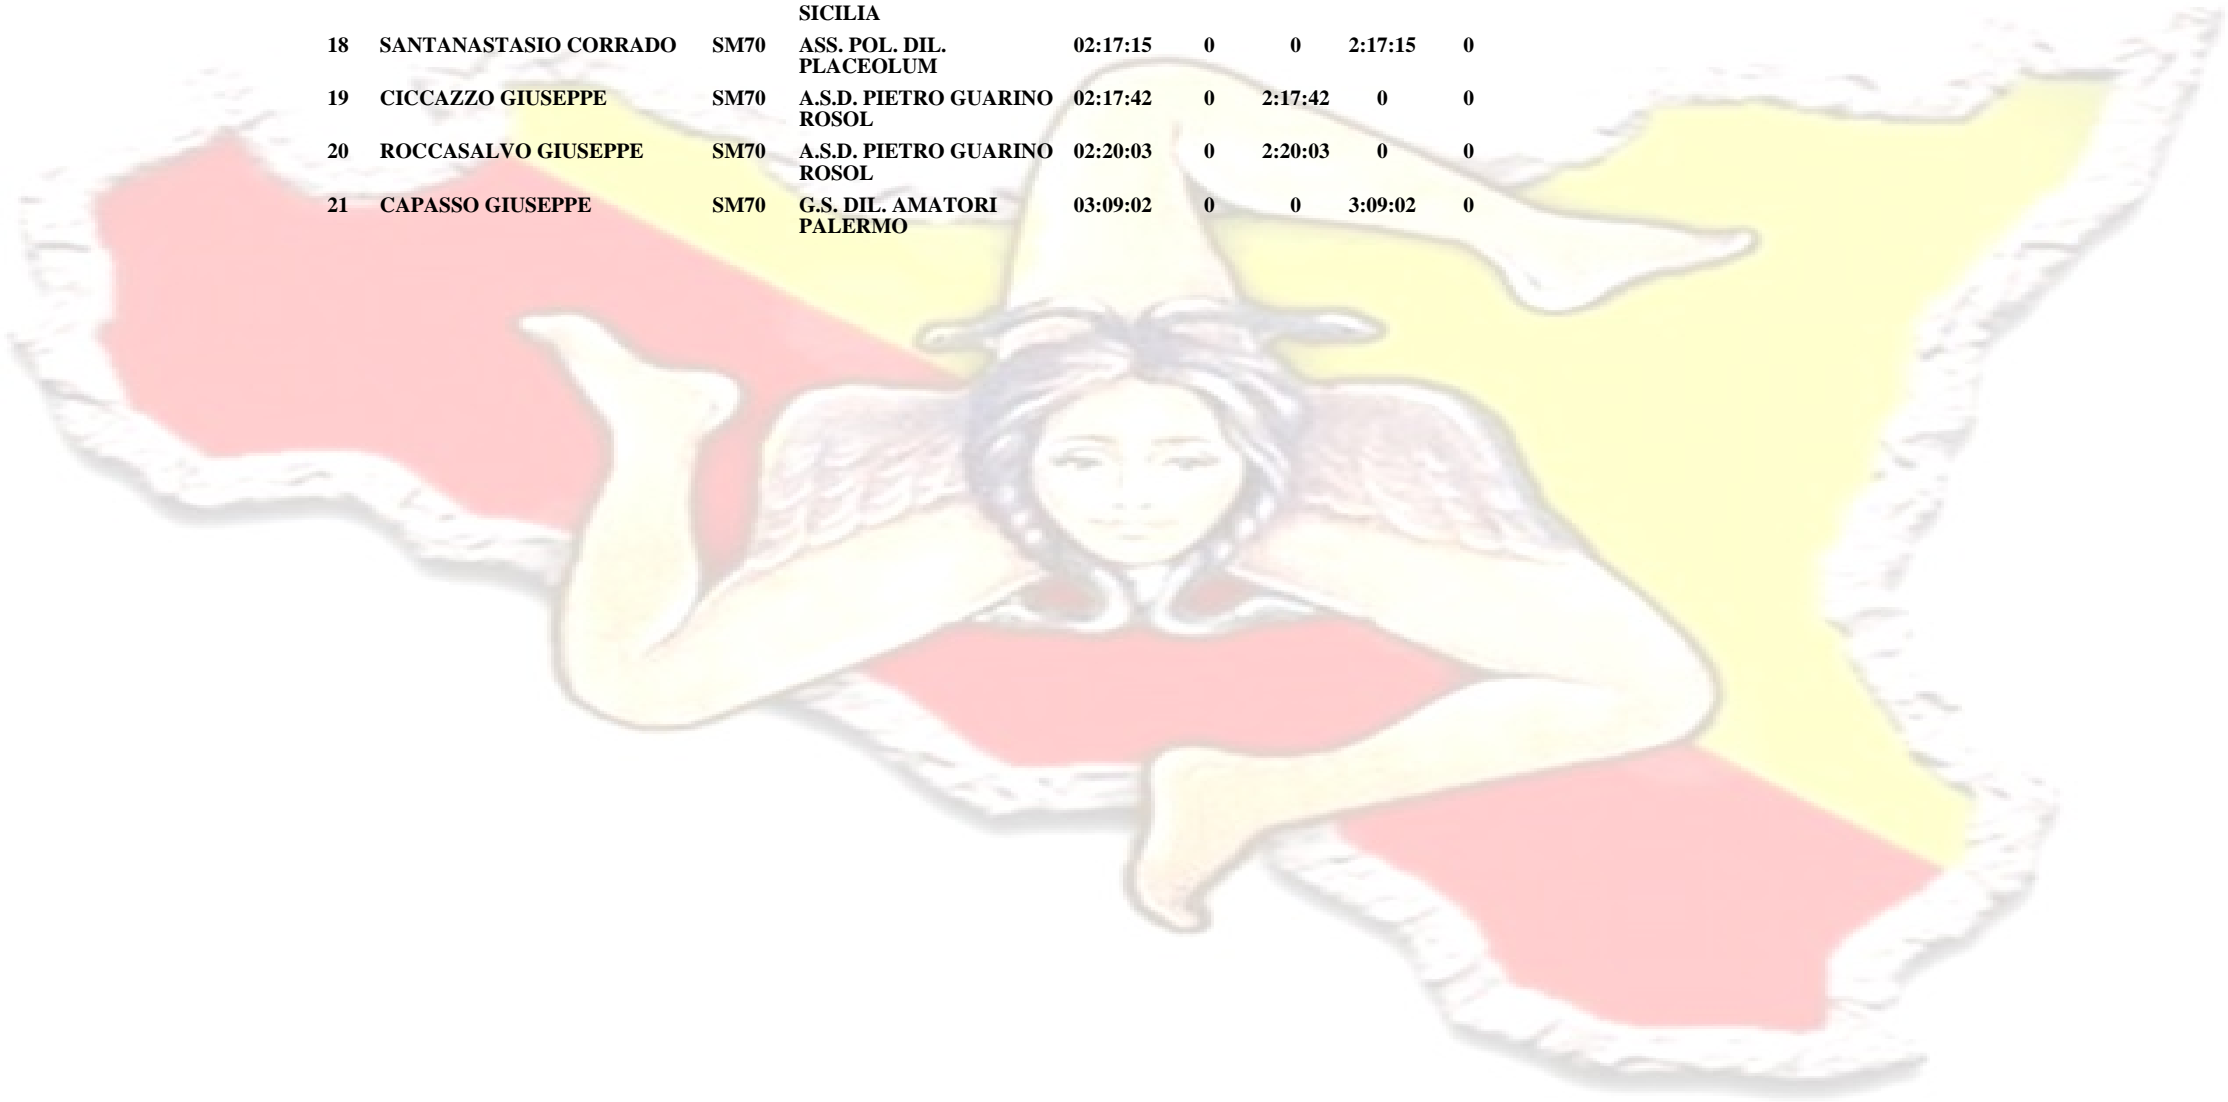 SICILIA
18 SANTANASTASIO CORRADO SM70 ASS. POL. DIL. 02:17:15 0 0 2:17:15 0
PLACEOLUM
19 CICCAZZO GIUSEPPE SM70 A.S.D. PIETRO GUARINO 02:17:42 0 2:17:42 0 0
ROSOL
20 ROCCASALVO GIUSEPPE SM70 A.S.D. PIETRO GUARINO 02:20:03 0 2:20:03 0 0
ROSOL
21 CAPASSO GIUSEPPE SM70 G.S. DIL. AMATORI 03:09:02 0 0 3:09:02 0
PALERMO